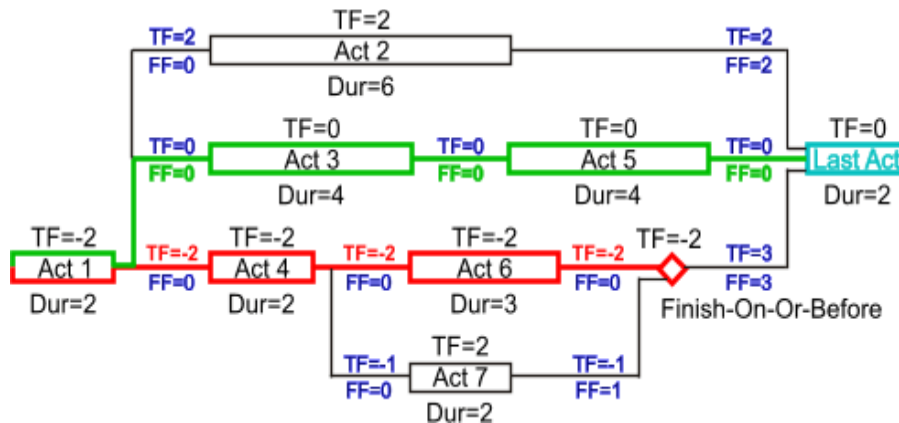 TF=2
TF=2 Act 2 TF=2
FF=0 FF=2
Dur=6
TF=0 TF=0 TF=0
TF=0 Act 3 TF=0 Act 5 TF=0 Last Act
FF=0 FF=0 FF=0
Dur=4 Dur=4 Dur=2
TF=-2 TF=-2 TF=-2 TF=-2
Act 1 TF=-2 Act 4 TF=-2 Act 6 TF=-2 TF=3
FF=0 FF=0 FF=0 FF=3
Dur=2 Dur=2 Dur=3 Finish-On-Or-Before
TF=2
TF=-1 Act 7 TF=-1
FF=0 FF=1
Dur=2